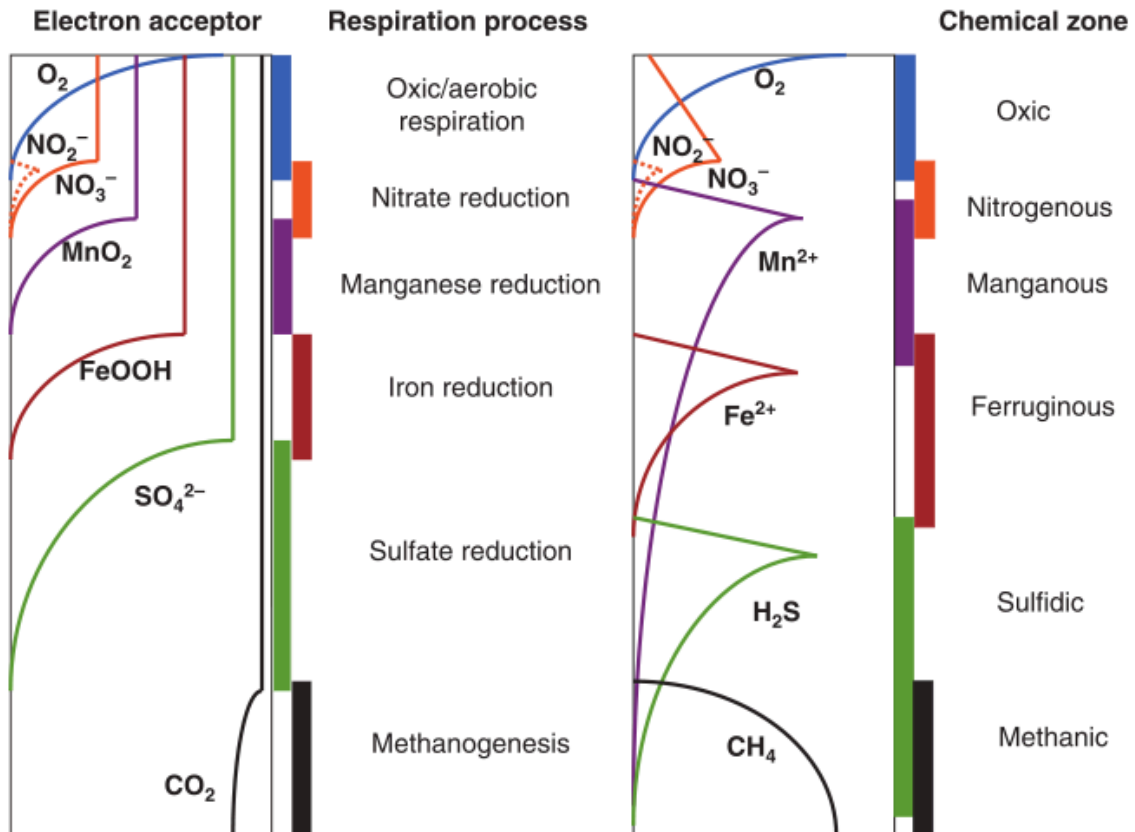 Electron acceptor
Respiration process
Chemical zone
O₂
NO₂⁻
NO₃⁻
MnO₂
FeOOH
SO₄²⁻
CO₂
Oxic/aerobic
respiration
Nitrate reduction
Manganese reduction
Iron reduction
Sulfate reduction
Methanogenesis
O₂
NO₂⁻
NO₃⁻
Mn²⁺
Fe²⁺
H₂S
CH₄
Oxic
Nitrogenous
Manganous
Ferruginous
Sulfidic
Methanic